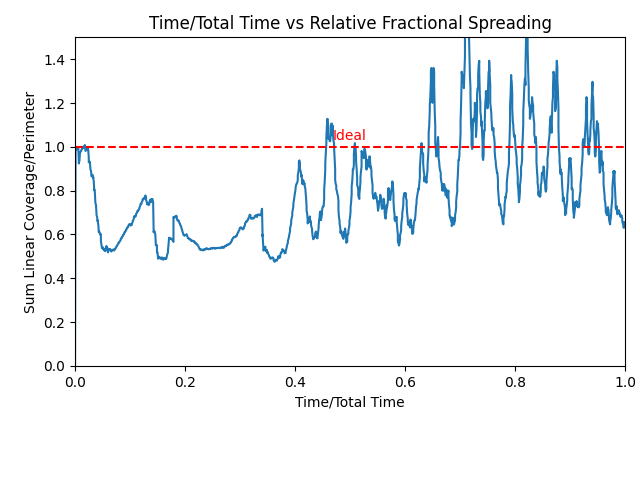 Time/Total Time vs Relative Fractional Spreading
Sum Linear Coverage/Perimeter
1.4
1.2
1.0
0.8
0.6
0.4
0.2
0.0
Ideal
0.0 0.2 0.4 0.6 0.8 1.0
Time/Total Time